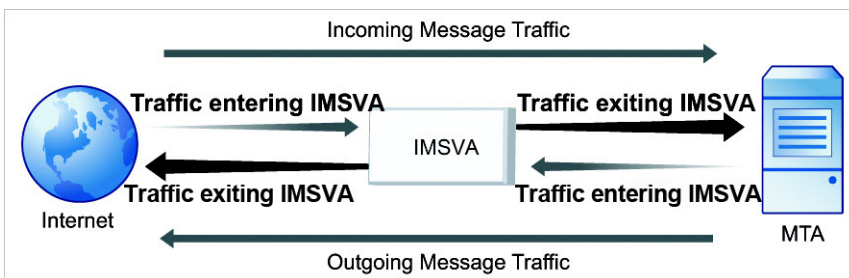 Incoming Message Traffic
Traffic entering IMSVA
Traffic exiting IMSVA
IMSVA
Traffic exiting IMSVA
Traffic entering IMSVA
Internet
MTA
Outgoing Message Traffic